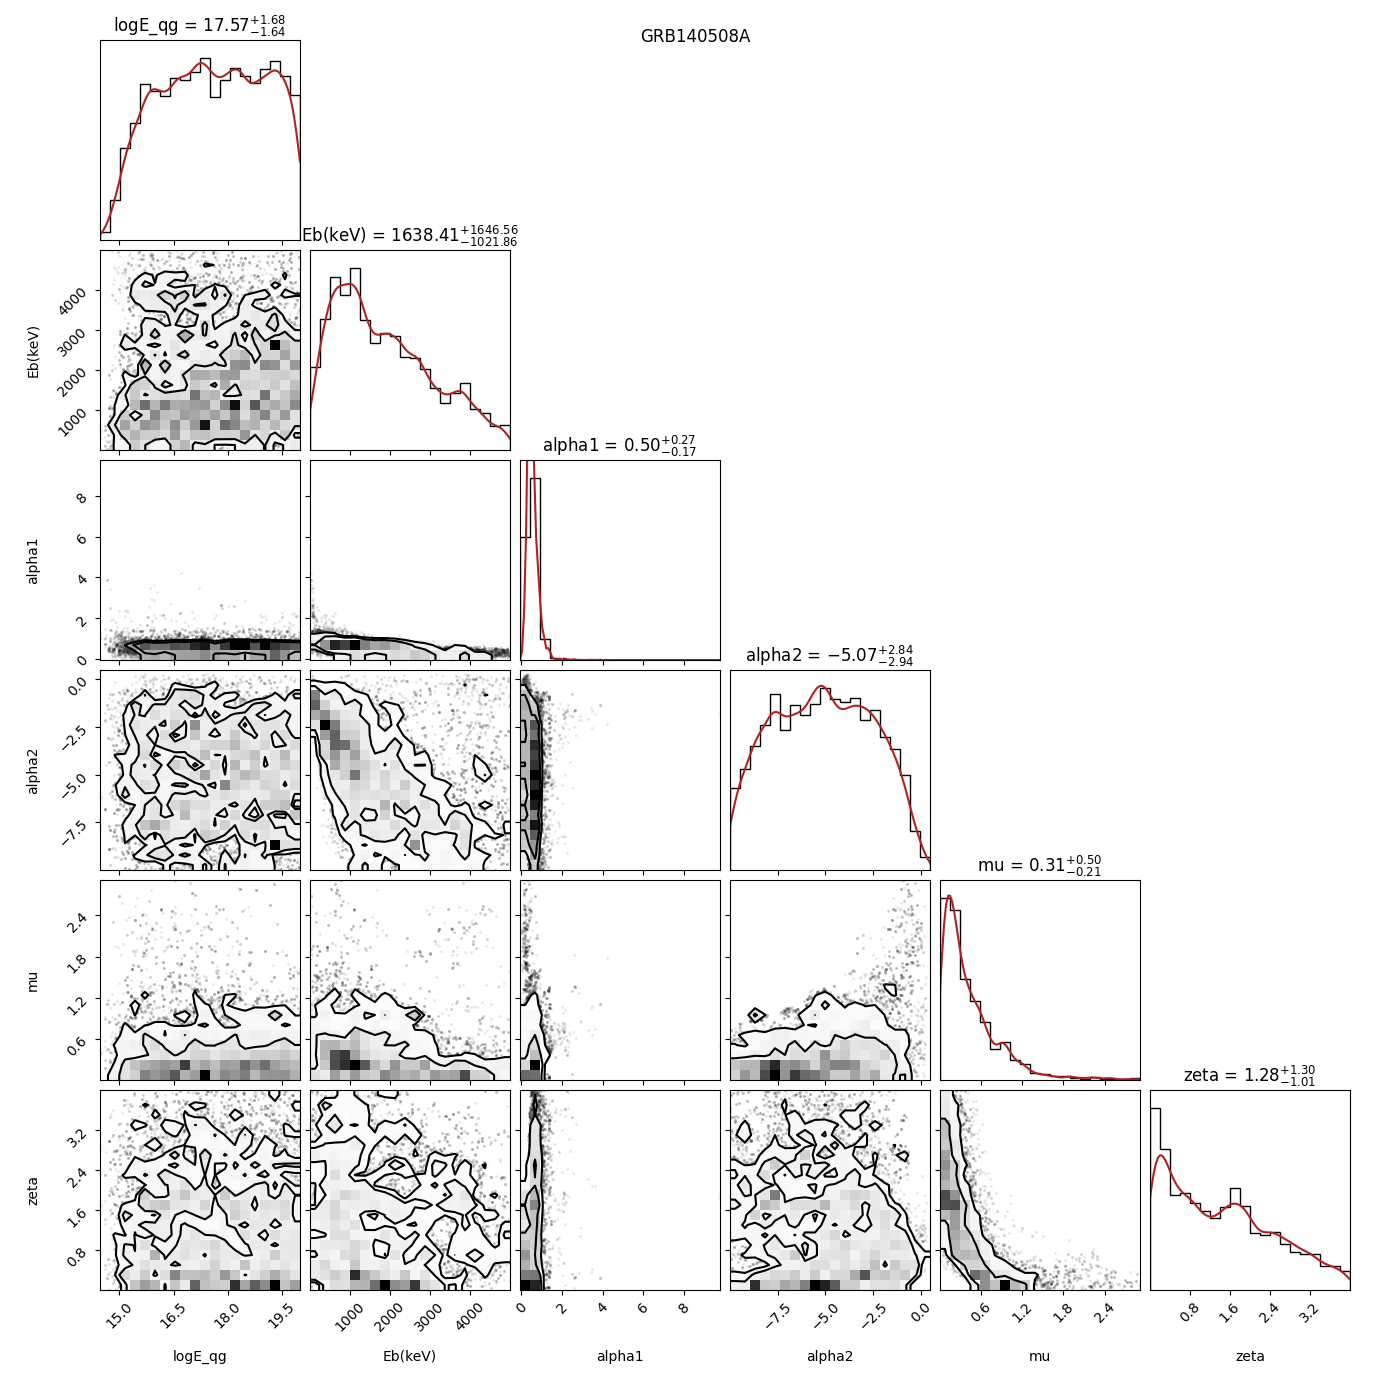 logE_qg = 17.57+1.68 −1.64
GRB140508A
Eb(keV) = 1638.41+1646.56 −1021.86
Eb(keV)
4000
3000
2000
1000
alpha1 = 0.50+0.27 −0.17
alpha1
8
6
4
2
0
alpha2 = −5.07+2.84 −2.94
alpha2
0.0
−2.5
−5.0
−7.5
mu = 0.31+0.50 −0.21
mu
2.4
1.8
1.2
0.6
zeta = 1.28+1.30 −1.01
zeta
3.2
2.4
1.6
0.8
15.0 16.5 18.0 19.5
1000 2000 3000 4000
0 2 4 6 8
−7.5 −5.0 −2.5 0.0
0.6 1.2 1.8 2.4
0.8 1.6 2.4 3.2
logE_qg Eb(keV) alpha1 alpha2 mu zeta